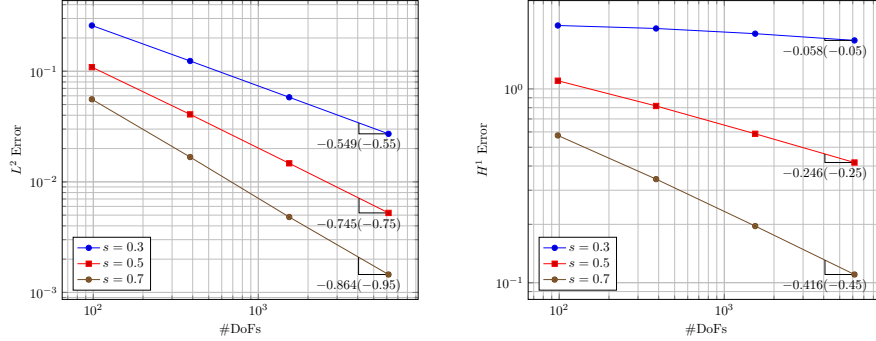 10^-1
10^-2
10^-3
L^2 Error
−0.549(−0.55)
−0.745(−0.75)
−0.864(−0.95)
s = 0.3
s = 0.5
s = 0.7
10^2
10^3
#DoFs
10^0
10^-1
H^1 Error
−0.058(−0.05)
−0.246(−0.25)
−0.416(−0.45)
s = 0.3
s = 0.5
s = 0.7
10^2
10^3
#DoFs